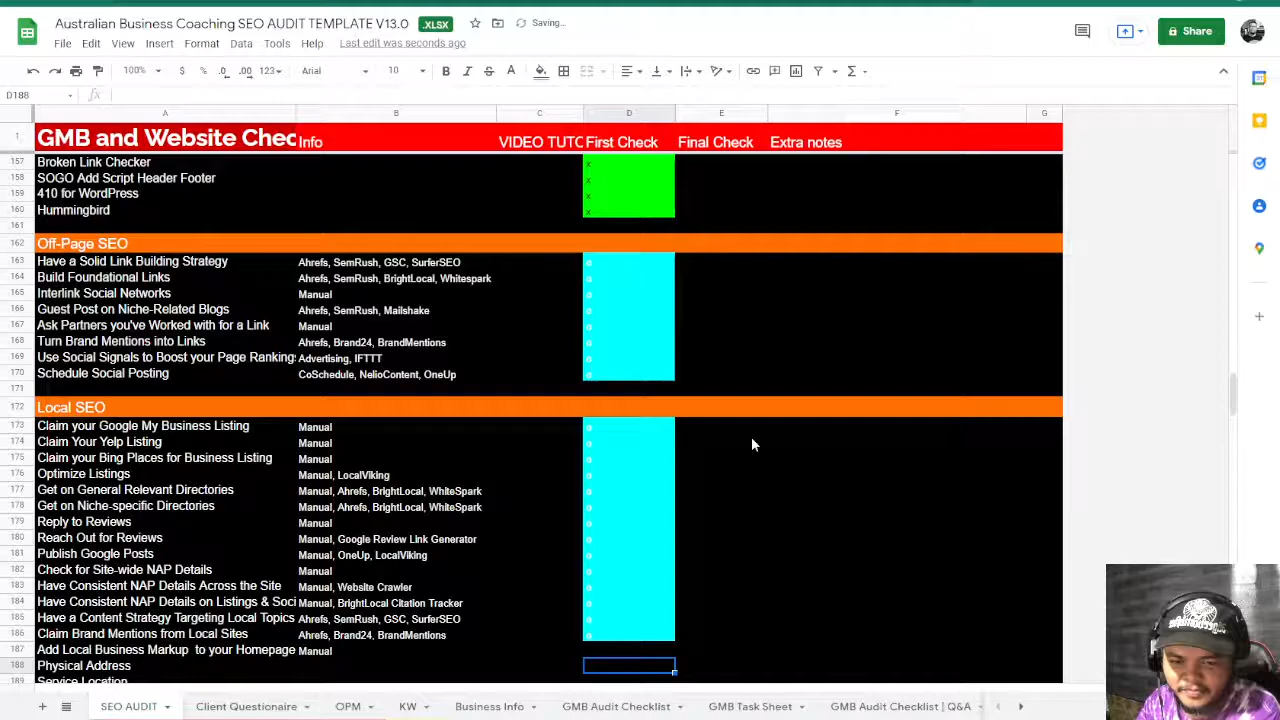 Australian Business Coaching SEO AUDIT TEMPLATE V13.0 .XLSX Saving...
Share
File Edit View Insert Format Data Tools Help Last edit was seconds ago
100% $ % .0 .00 123 Arial 10 B I S A
D188 fx
A B C D E F G
1 GMB and Website Chec Info VIDEO TUTO First Check Final Check Extra notes
157 Broken Link Checker x
158 SOGO Add Script Header Footer x
159 410 for WordPress x
160 Hummingbird x
161
162 Off-Page SEO
163 Have a Solid Link Building Strategy Ahrefs, SemRush, GSC, SurferSEO o
164 Build Foundational Links Ahrefs, SemRush, BrightLocal, Whitespark o
165 Interlink Social Networks Manual o
166 Guest Post on Niche-Related Blogs Ahrefs, SemRush, Mailshake o
167 Ask Partners you've Worked with for a Link Manual o
168 Turn Brand Mentions into Links Ahrefs, Brand24, BrandMentions o
169 Use Social Signals to Boost your Page Rankings Advertising, IFTTT o
170 Schedule Social Posting CoSchedule, NelioContent, OneUp o
171
172 Local SEO
173 Claim your Google My Business Listing Manual o
174 Claim Your Yelp Listing Manual o
175 Claim your Bing Places for Business Listing Manual o
176 Optimize Listings Manual, LocalViking o
177 Get on General Relevant Directories Manual, Ahrefs, BrightLocal, WhiteSpark o
178 Get on Niche-specific Directories Manual, Ahrefs, BrightLocal, WhiteSpark o
179 Reply to Reviews Manual o
180 Reach Out for Reviews Manual, Google Review Link Generator o
181 Publish Google Posts Manual, OneUp, LocalViking o
182 Check for Site-wide NAP Details Manual o
183 Have Consistent NAP Details Across the Site Manual, Website Crawler o
184 Have Consistent NAP Details on Listings & Soci Manual, BrightLocal Citation Tracker o
185 Have a Content Strategy Targeting Local Topics Ahrefs, SemRush, GSC, SurferSEO o
186 Claim Brand Mentions from Local Sites Ahrefs, Brand24, BrandMentions o
187 Add Local Business Markup to your Homepage Manual
188 Physical Address
189 Service Location
SEO AUDIT Client Questionaire OPM KW Business Info GMB Audit Checklist GMB Task Sheet GMB Audit Checklist | Q&A